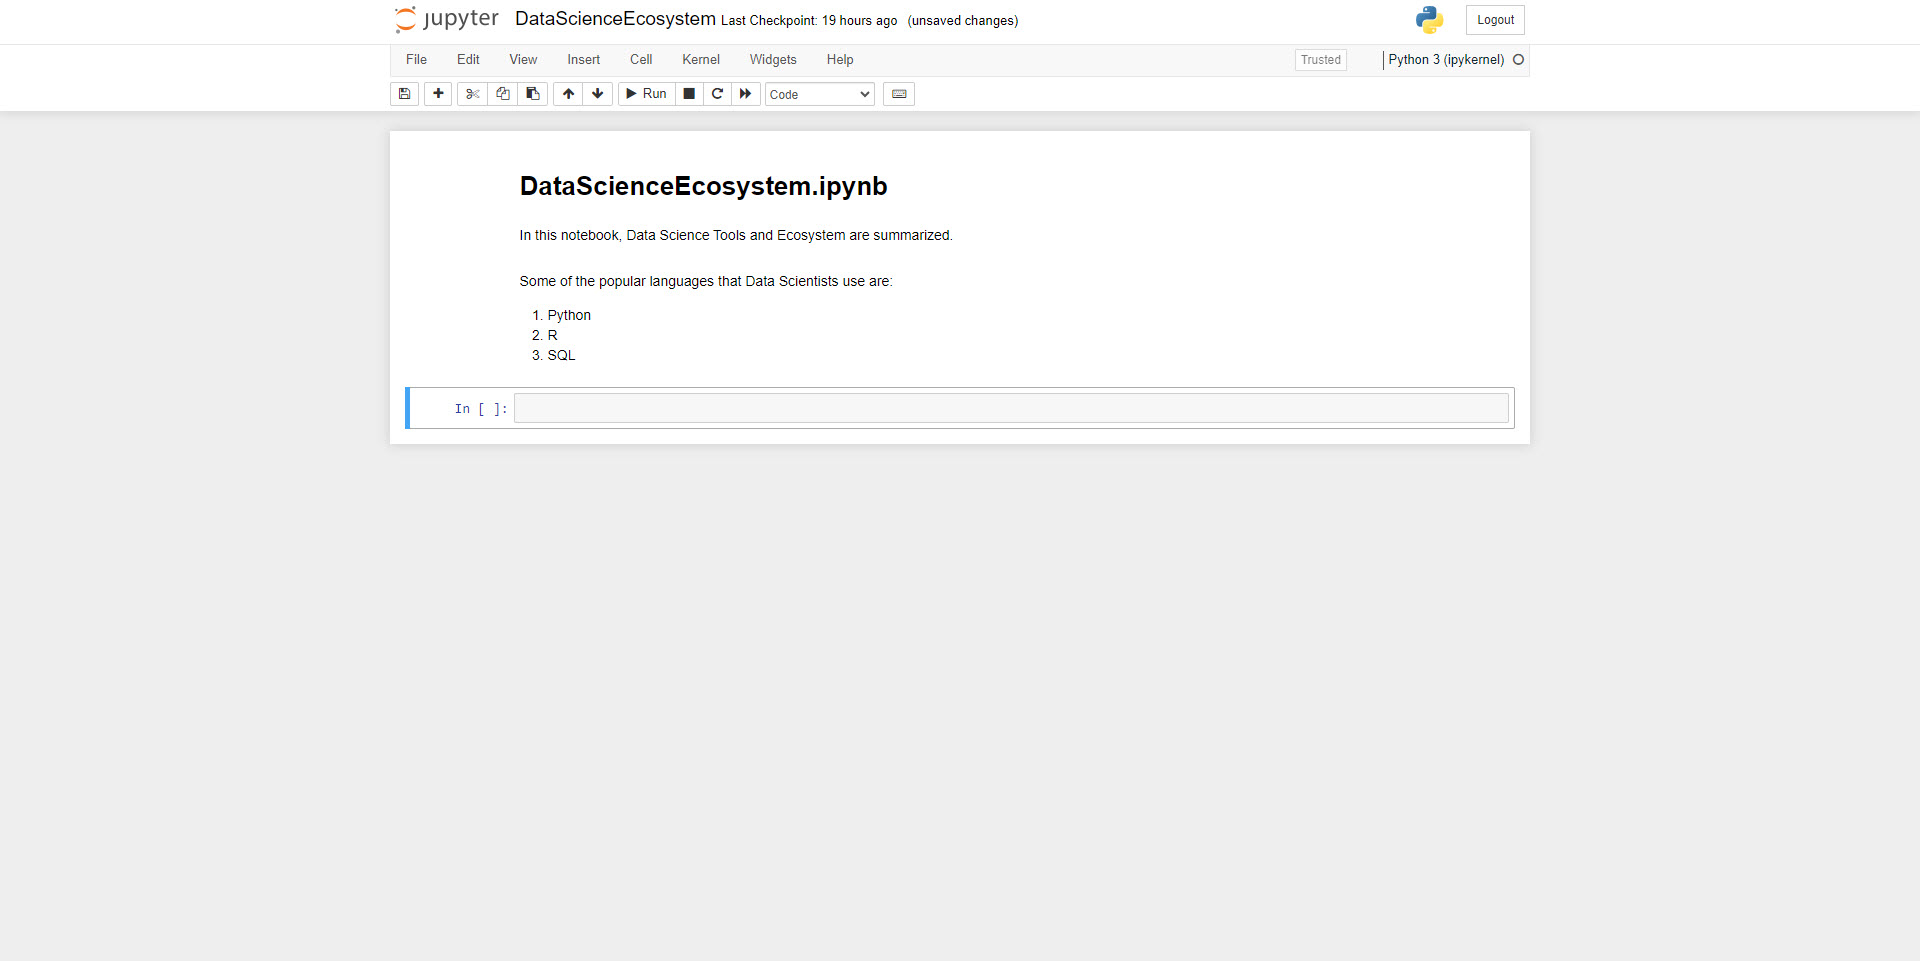 jupyter DataScienceEcosystem Last Checkpoint: 19 hours ago (unsaved changes) Logout
File Edit View Insert Cell Kernel Widgets Help Trusted Python 3 (ipykernel)
Run Code
DataScienceEcosystem.ipynb
In this notebook, Data Science Tools and Ecosystem are summarized.
Some of the popular languages that Data Scientists use are:
1. Python
2. R
3. SQL
In [ ]: